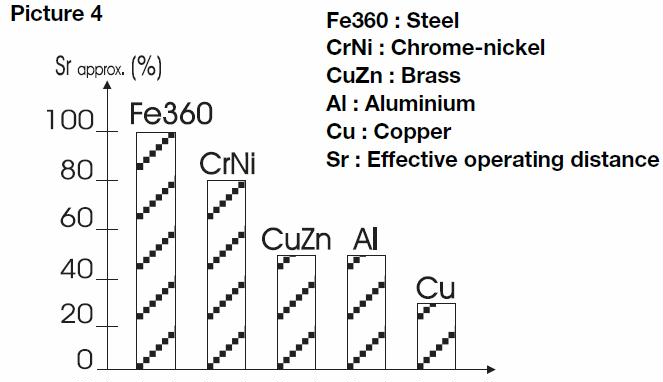 Picture 4
Fe360 : Steel
CrNi : Chrome-nickel
CuZn : Brass
Al : Aluminium
Cu : Copper
Sr : Effective operating distance
Sr approx. (%)
100
80
60
40
20
0
Fe360
CrNi
CuZn
Al
Cu